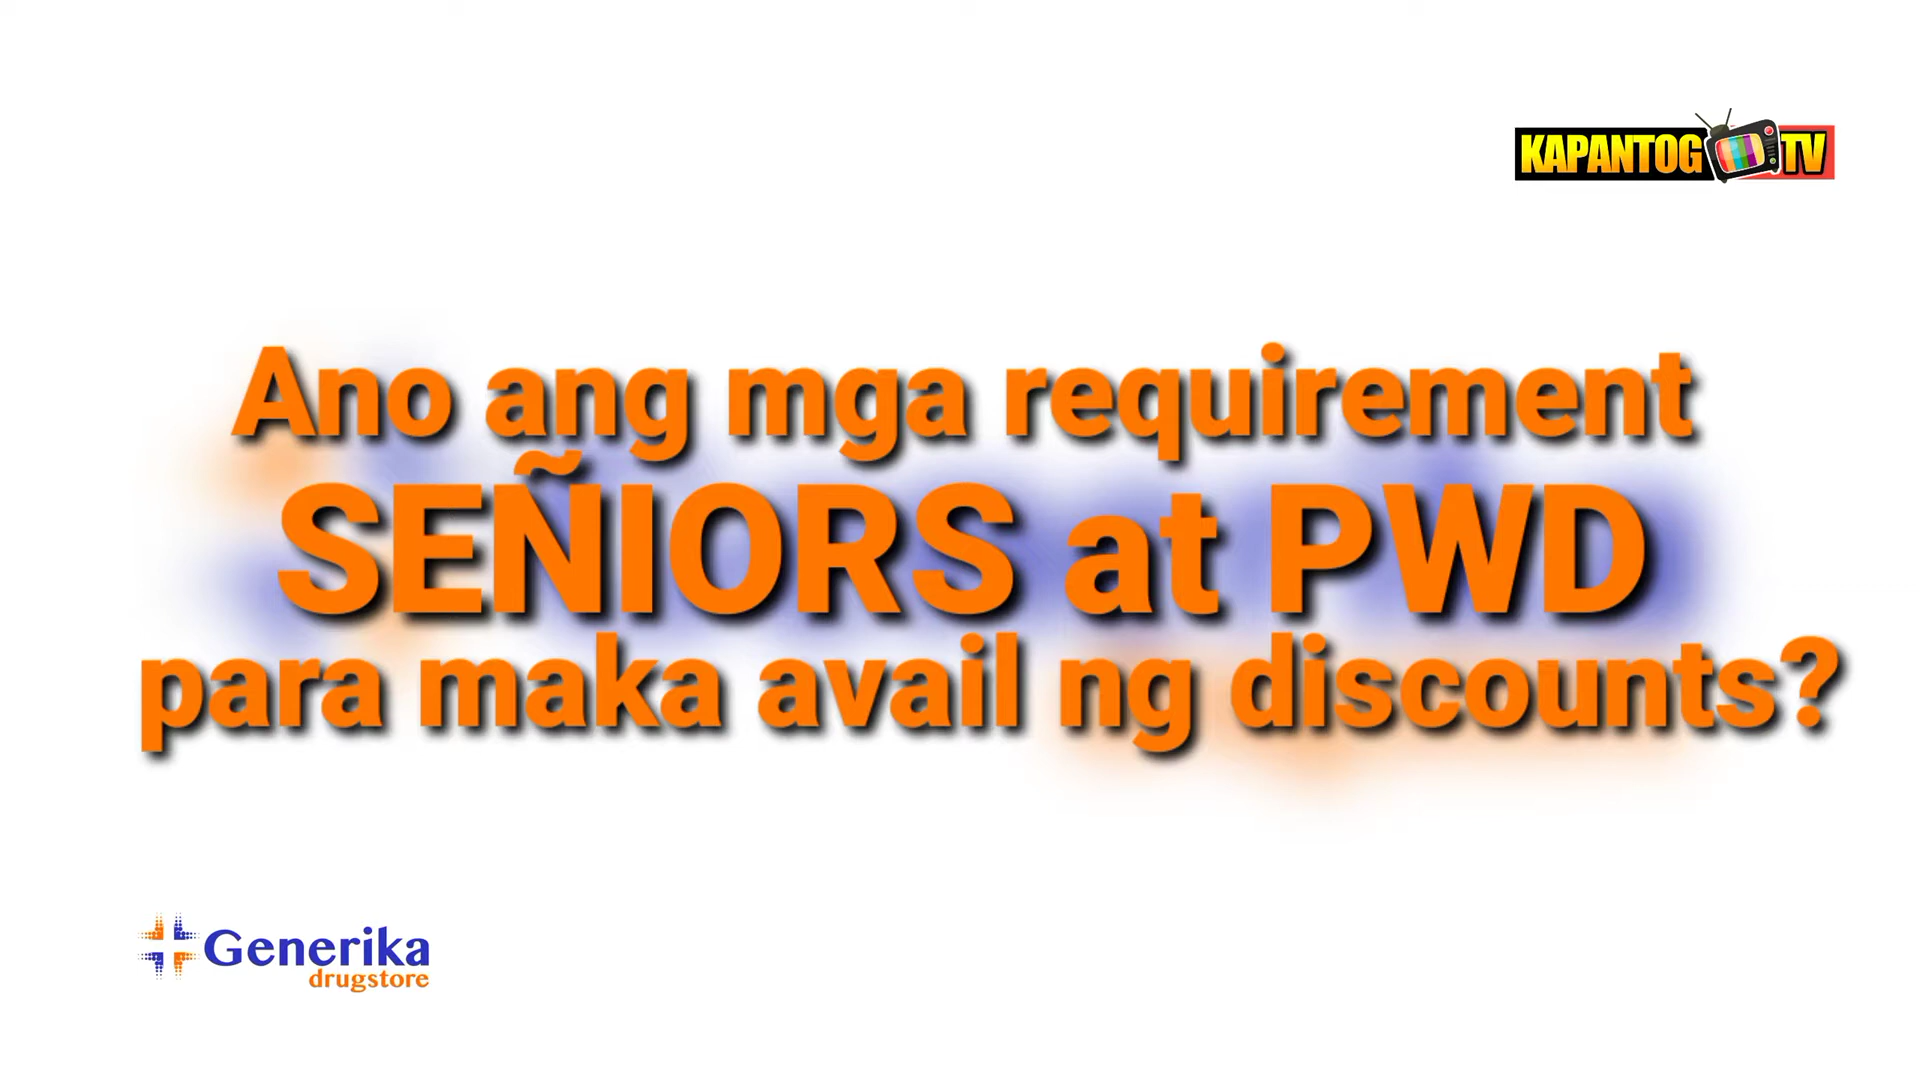 KAPANTOG TV
Ano ang mga requirement
SEÑIORS at PWD
para maka avail ng discounts?
Generika
drugstore